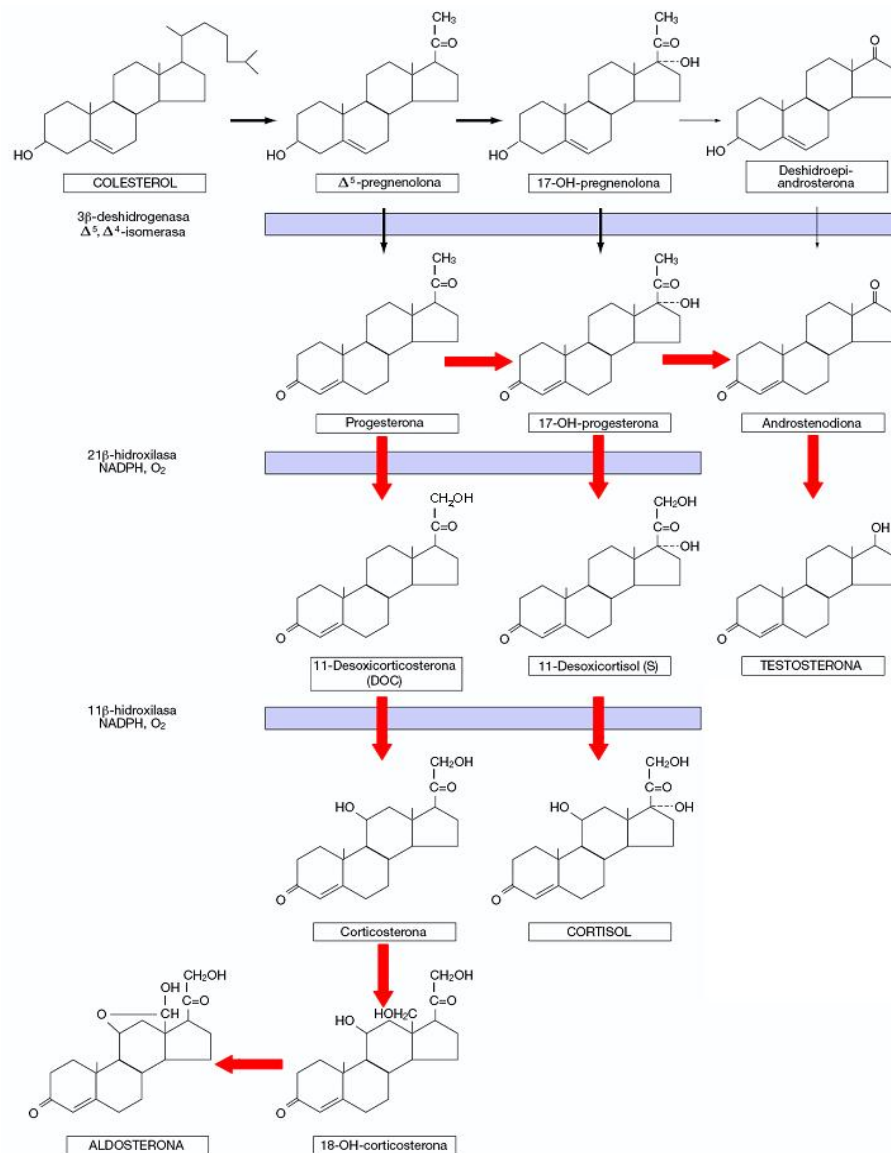 CH₃
C=O
HO
COLESTEROL
HO
Δ⁵-pregnenolona
CH₃
C=O
OH
HO
17-OH-pregnenolona
O
HO
Deshidroepi-
androsterona
3β-deshidrogenasa
Δ⁵, Δ⁴-isomerasa
CH₃
C=O
O
Progesterona
CH₃
C=O
OH
O
17-OH-progesterona
O
O
Androstenodiona
21β-hidroxilasa
NADPH, O₂
CH₂OH
C=O
O
11-Desoxicorticosterona
(DOC)
CH₂OH
C=O
OH
O
11-Desoxicortisol (S)
OH
O
TESTOSTERONA
11β-hidroxilasa
NADPH, O₂
CH₂OH
C=O
HO
O
Corticosterona
CH₂OH
C=O
HO
OH
O
CORTISOL
CH₂OH
OH
C=O
O
CH
O
ALDOSTERONA
CH₂OH
C=O
HOH₂C
HO
O
18-OH-corticosterona